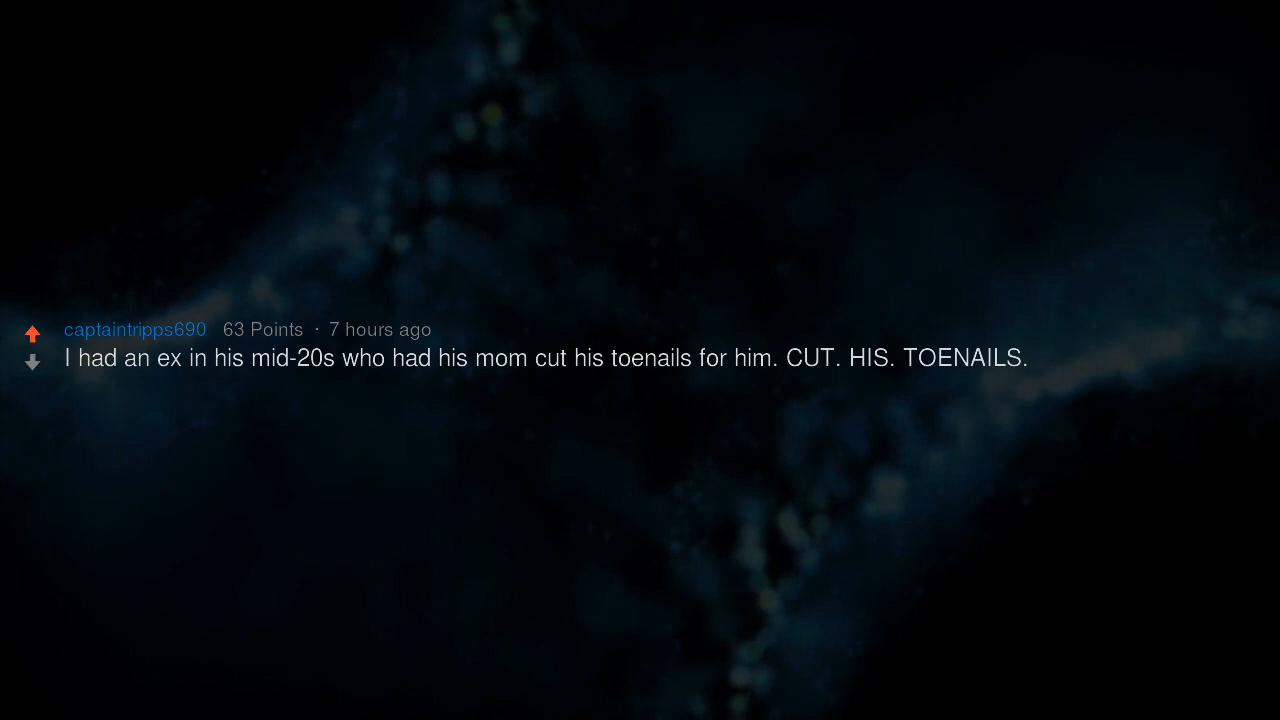 captaintripps690 63 Points · 7 hours ago
I had an ex in his mid-20s who had his mom cut his toenails for him. CUT. HIS. TOENAILS.